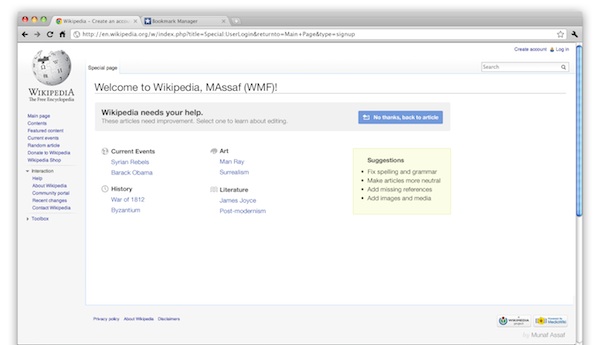 Wikipedia – Create an accou
Bookmark Manager
http://en.wikipedia.org/w/index.php?title=Special:UserLogin&returnto=Main+Page&type=signup
Create account
Log in
Special page
Search
WIKIPEDIA
The Free Encyclopedia
Main page
Contents
Featured content
Current events
Random article
Donate to Wikipedia
Wikipedia Shop
Interaction
Help
About Wikipedia
Community portal
Recent changes
Contact Wikipedia
Toolbox
Welcome to Wikipedia, MAssaf (WMF)!
Wikipedia needs your help.
These articles need improvement. Select one to learn about editing.
No thanks, back to article
Current Events
Syrian Rebels
Barack Obama
History
War of 1812
Byzantium
Art
Man Ray
Surrealism
Literature
James Joyce
Post-modernism
Suggestions
• Fix spelling and grammar
• Make articles more neutral
• Add missing references
• Add images and media
Privacy policy About Wikipedia Disclaimers
WIKIMEDIA
project
MediaWiki
by Munaf Assaf